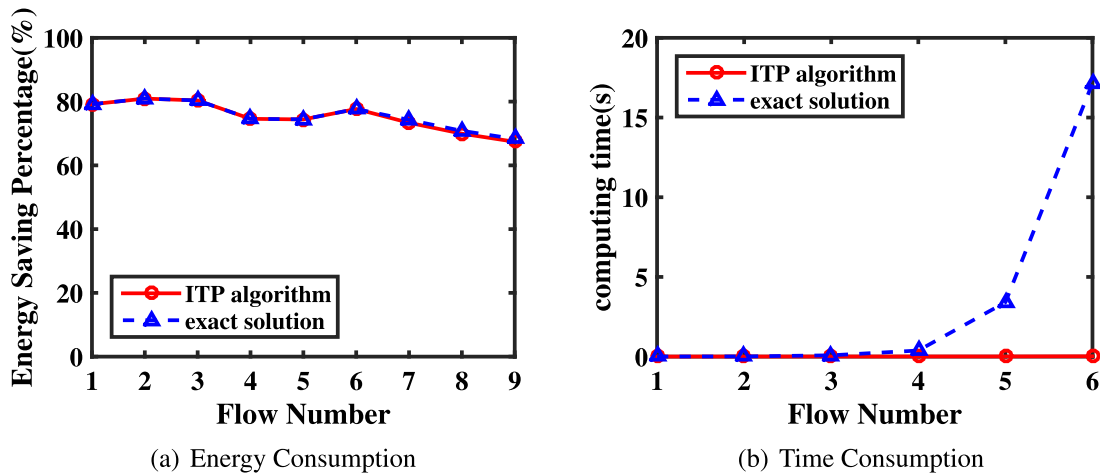 Energy Saving Percentage(%)
100
80
60
40
20
0
ITP algorithm
exact solution
1 2 3 4 5 6 7 8 9
Flow Number
(a) Energy Consumption
computing time(s)
20
15
10
5
0
ITP algorithm
exact solution
1 2 3 4 5 6
Flow Number
(b) Time Consumption